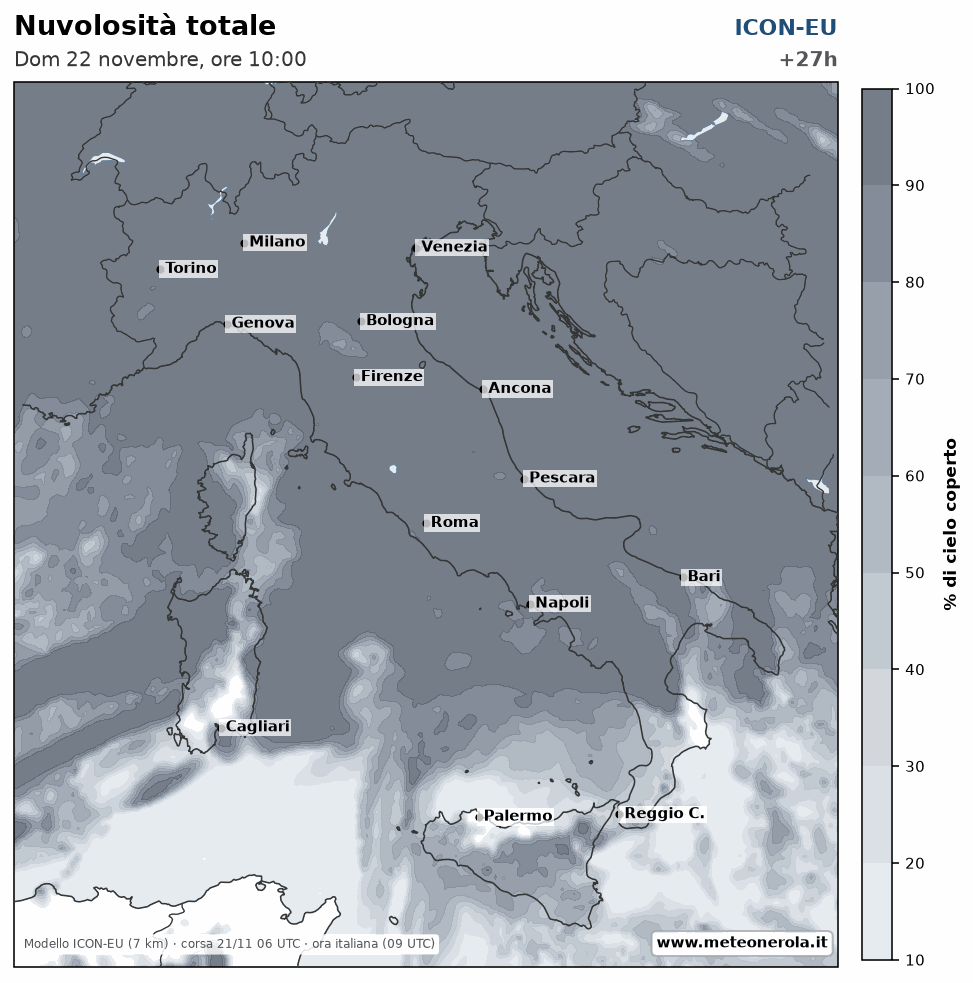 Nuvolosità totale
ICON-EU
Dom 22 novembre, ore 10:00
+27h
100
90
80
70
60
50
40
30
20
10
% di cielo coperto
Milano
Venezia
Torino
Genova
Bologna
Firenze
Ancona
Pescara
Roma
Bari
Napoli
Cagliari
Palermo
Reggio C.
Modello ICON-EU (7 km) · corsa 21/11 06 UTC · ora italiana (09 UTC)
www.meteonerola.it